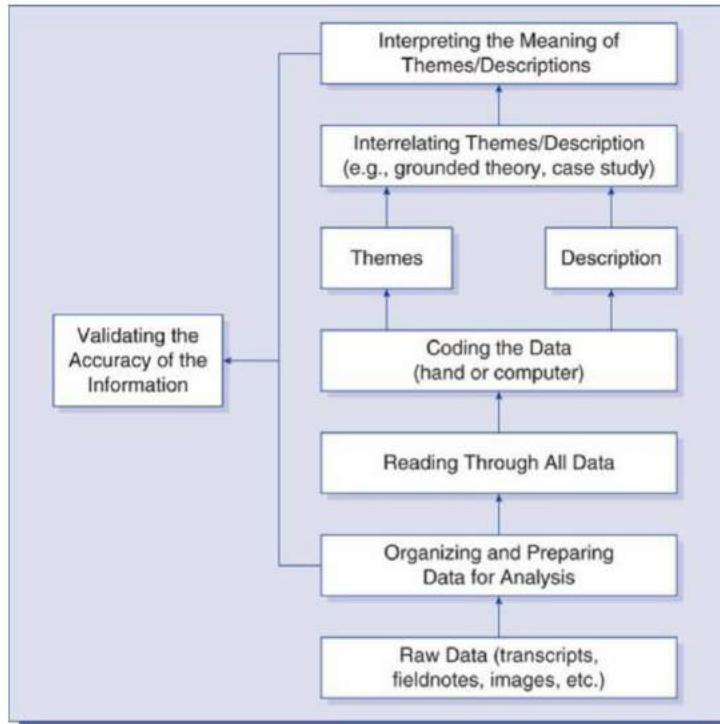 Interpreting the Meaning of
Themes/Descriptions
Interrelating Themes/Description
(e.g., grounded theory, case study)
Themes
Description
Validating the
Accuracy of the
Information
Coding the Data
(hand or computer)
Reading Through All Data
Organizing and Preparing
Data for Analysis
Raw Data (transcripts,
fieldnotes, images, etc.)